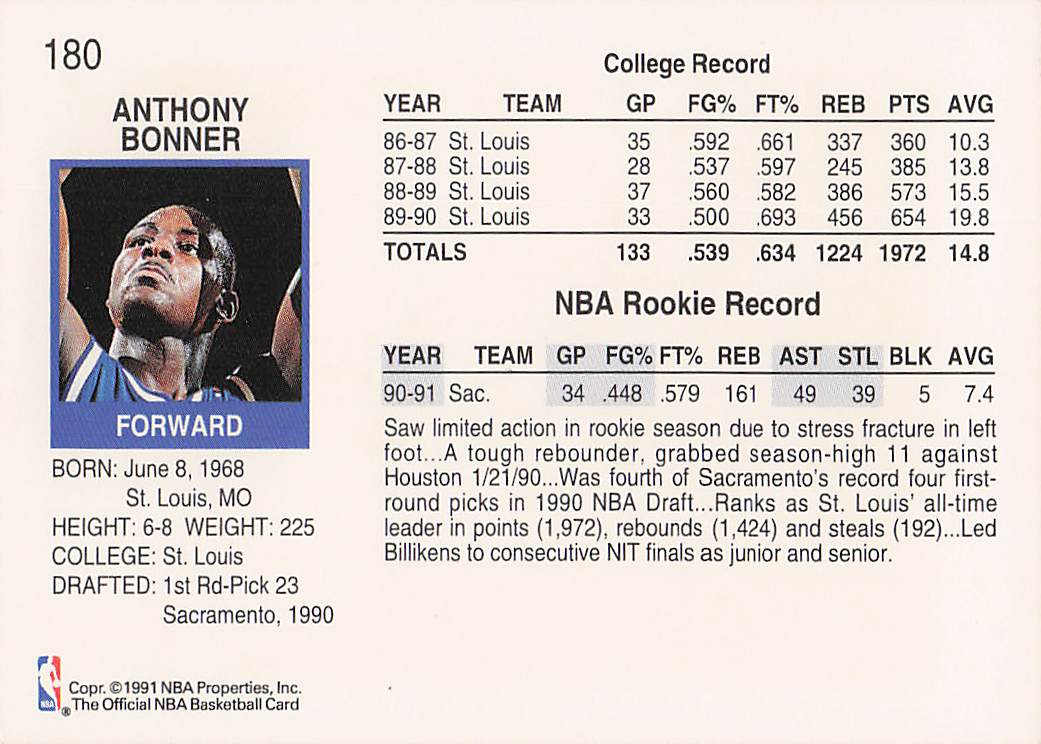 180
ANTHONY
BONNER
FORWARD
BORN: June 8, 1968
St. Louis, MO
HEIGHT: 6-8 WEIGHT: 225
COLLEGE: St. Louis
DRAFTED: 1st Rd-Pick 23
Sacramento, 1990
NBA
®
Copr. ©1991 NBA Properties, Inc.
The Official NBA Basketball Card
College Record
YEAR TEAM GP FG% FT% REB PTS AVG
86-87 St. Louis 35 .592 .661 337 360 10.3
87-88 St. Louis 28 .537 .597 245 385 13.8
88-89 St. Louis 37 .560 .582 386 573 15.5
89-90 St. Louis 33 .500 .693 456 654 19.8
TOTALS 133 .539 .634 1224 1972 14.8
NBA Rookie Record
YEAR TEAM GP FG% FT% REB AST STL BLK AVG
90-91 Sac. 34 .448 .579 161 49 39 5 7.4
Saw limited action in rookie season due to stress fracture in left
foot...A tough rebounder, grabbed season-high 11 against
Houston 1/21/90...Was fourth of Sacramento's record four first-
round picks in 1990 NBA Draft...Ranks as St. Louis' all-time
leader in points (1,972), rebounds (1,424) and steals (192)...Led
Billikens to consecutive NIT finals as junior and senior.